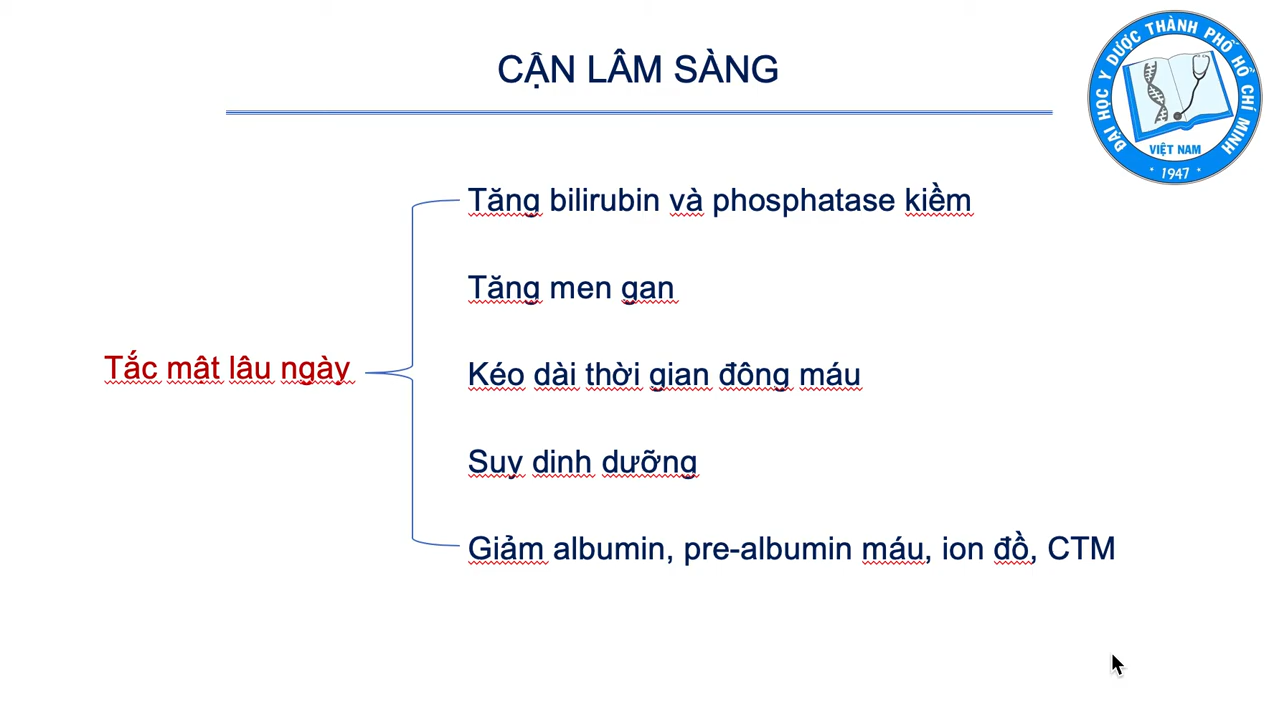 CẬN LÂM SÀNG
ĐẠI HỌC Y DƯỢC THÀNH PHỐ HỒ CHÍ MINH
VIỆT NAM
1947
Tăng bilirubin và phosphatase kiềm
Tăng men gan
Tắc mật lâu ngày
Kéo dài thời gian đông máu
Suy dinh dưỡng
Giảm albumin, pre-albumin máu, ion đồ, CTM